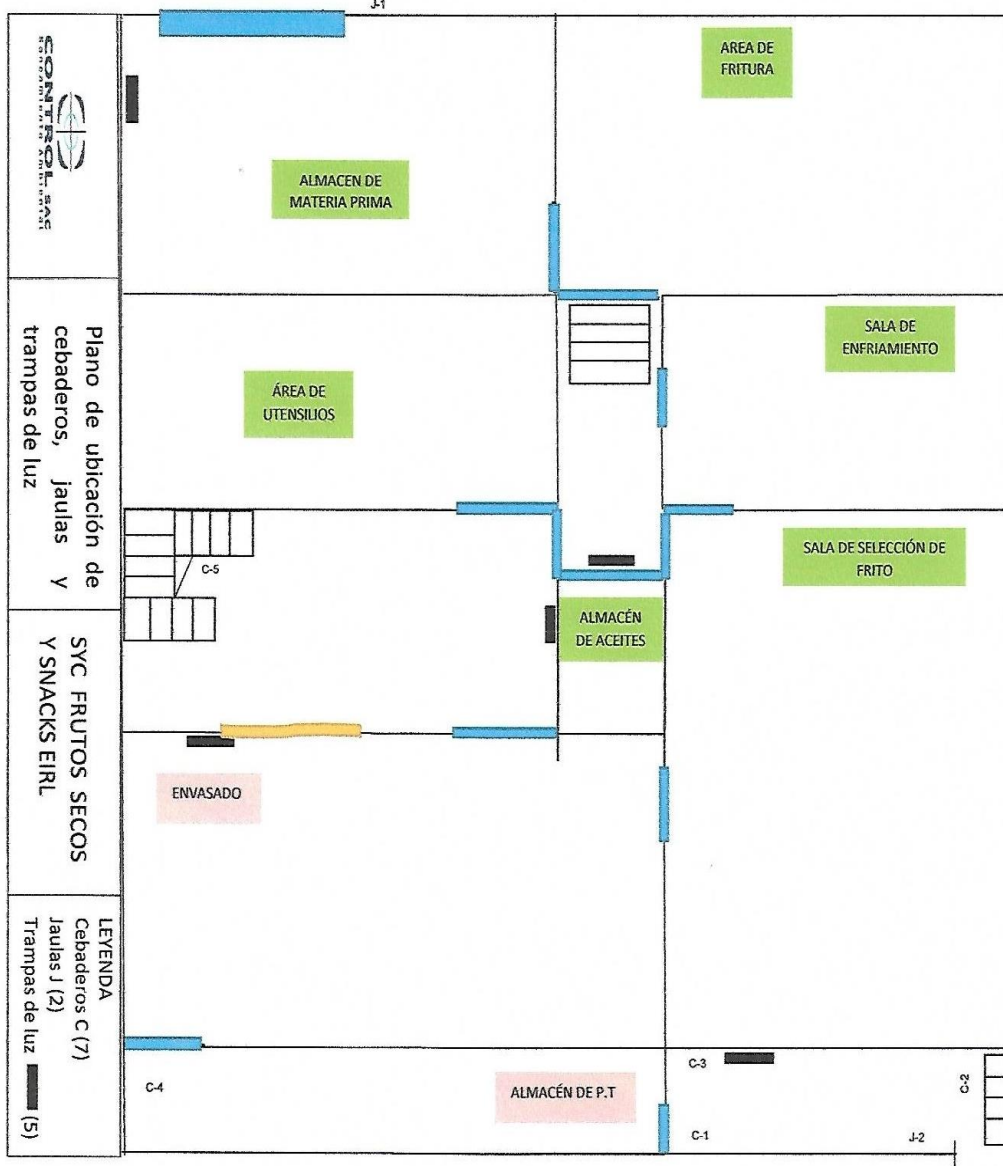 J-1
AREA DE
FRITURA
ALMACEN DE
MATERIA PRIMA
SALA DE
ENFRIAMIENTO
ÁREA DE
UTENSILIOS
C-5
SALA DE SELECCIÓN DE
FRITO
ALMACÉN
DE ACEITES
ENVASADO
C-4
ALMACÉN DE P.T
C-3
C-2
C-1
J-2
CONTROL SAC
Plano de ubicación de
cebaderos, jaulas y
trampas de luz
SYC FRUTOS SECOS
Y SNACKS EIRL
LEYENDA
Cebaderos C (7)
Jaulas J (2)
Trampas de luz (5)